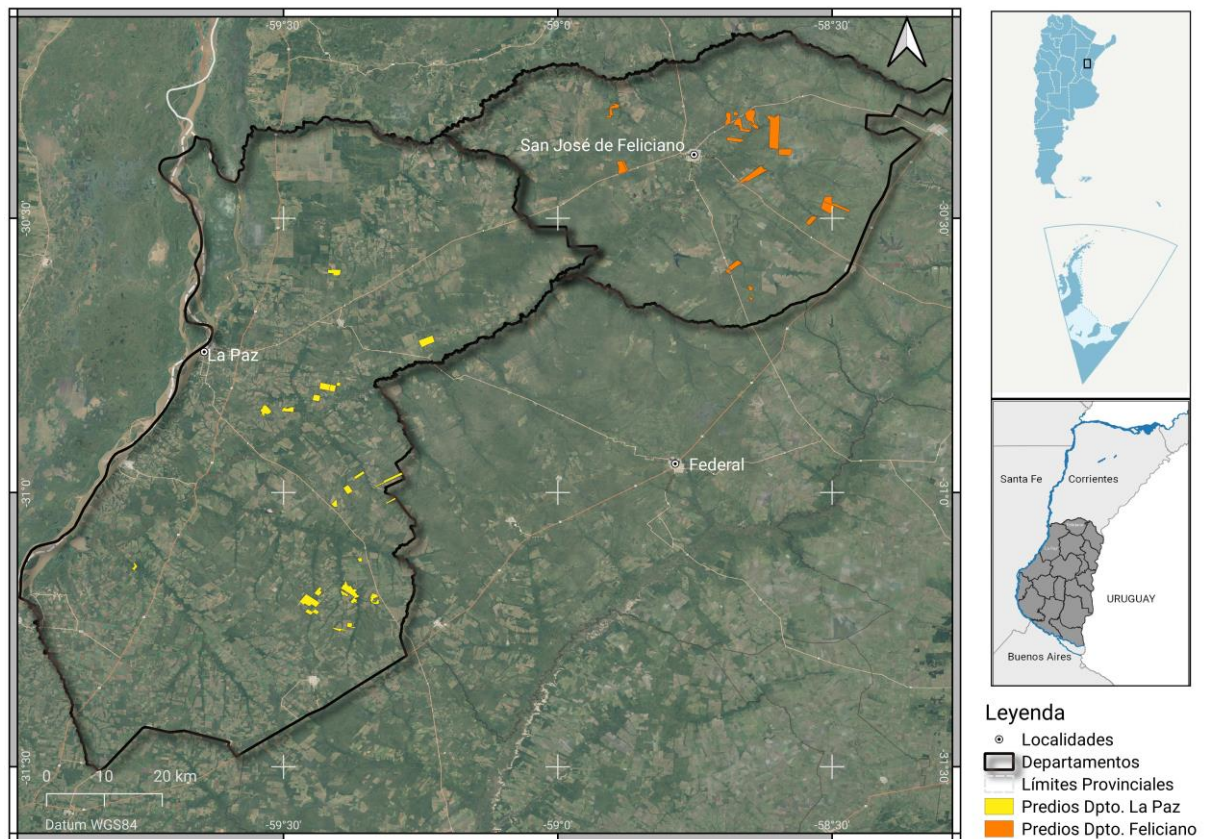 -59°30'
-59°0'
-58°30'
San José de Feliciano
-30°30'
-30°30'
La Paz
Federal
-31°0'
-31°0'
-31°30'
-31°30'
0 10 20 km
Datum WGS84
-59°30'
-59°0'
-58°30'
Santa Fe
Corrientes
URUGUAY
Buenos Aires
Leyenda
Localidades
Departamentos
Límites Provinciales
Predios Dpto. La Paz
Predios Dpto. Feliciano